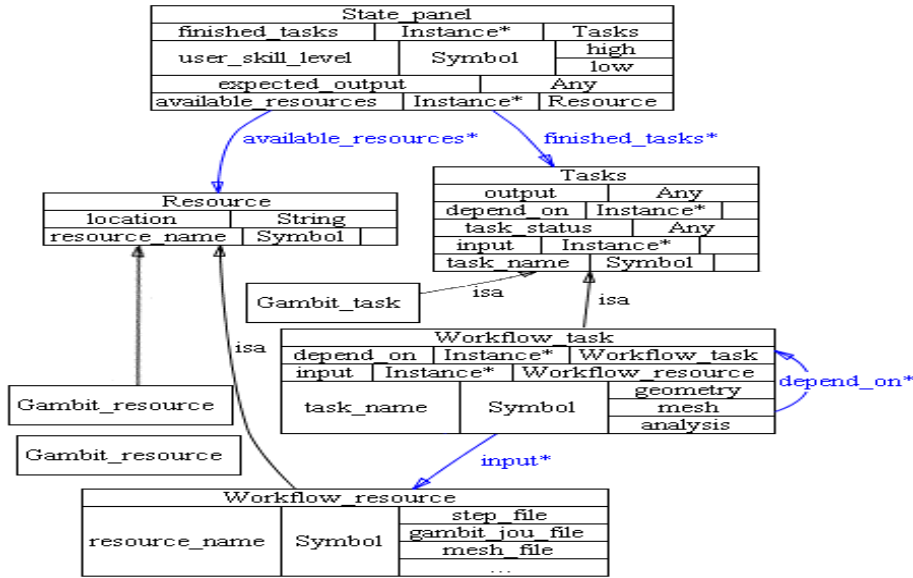 State_panel
finished_tasks Instance* Tasks
user_skill_level Symbol high
low
expected_output Any
available_resources Instance* Resource
available_resources* finished_tasks*
Resource
location String
resource_name Symbol
Tasks
output Any
depend_on Instance*
task_status Any
input Instance*
task_name Symbol
Gambit_task
isa
isa
isa
Workflow_task
depend_on Instance* Workflow_task
input Instance* Workflow_resource
task_name Symbol geometry
mesh
analysis
depend_on*
Gambit_resource
Gambit_resource
input*
Workflow_resource
resource_name Symbol step_file
gambit_jou_file
mesh_file
...